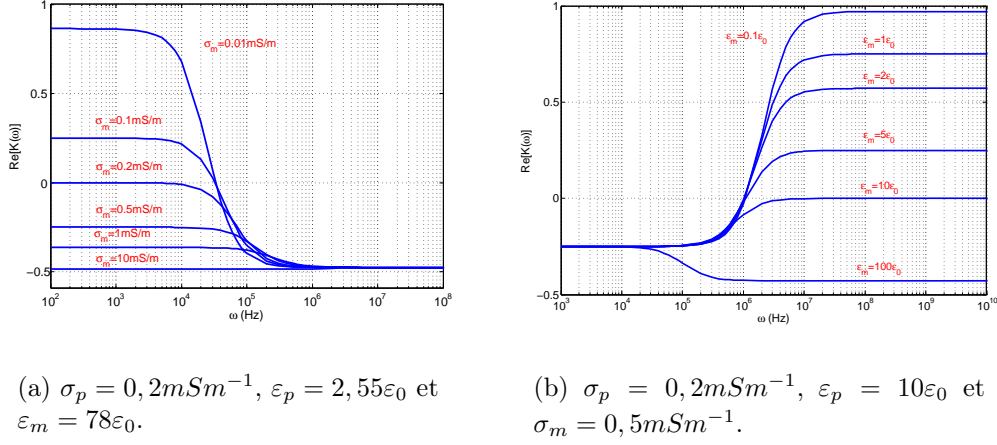 1
0.5
0
−0.5
Re[K(ω)]
σm=0.01mS/m
σm=0.1mS/m
σm=0.2mS/m
σm=0.5mS/m
σm=1mS/m
σm=10mS/m
10^2 10^3 10^4 10^5 10^6 10^7 10^8
ω (Hz)
1
0.5
0
−0.5
Re[K(ω)]
εm=0.1ε0
εm=1ε0
εm=2ε0
εm=5ε0
εm=10ε0
εm=100ε0
10^3 10^4 10^5 10^6 10^7 10^8 10^9 10^10
ω (Hz)
(a) σp = 0, 2mSm^−1, εp = 2, 55ε0 et
εm = 78ε0.
(b) σp = 0, 2mSm^−1, εp = 10ε0 et
σm = 0, 5mSm^−1.